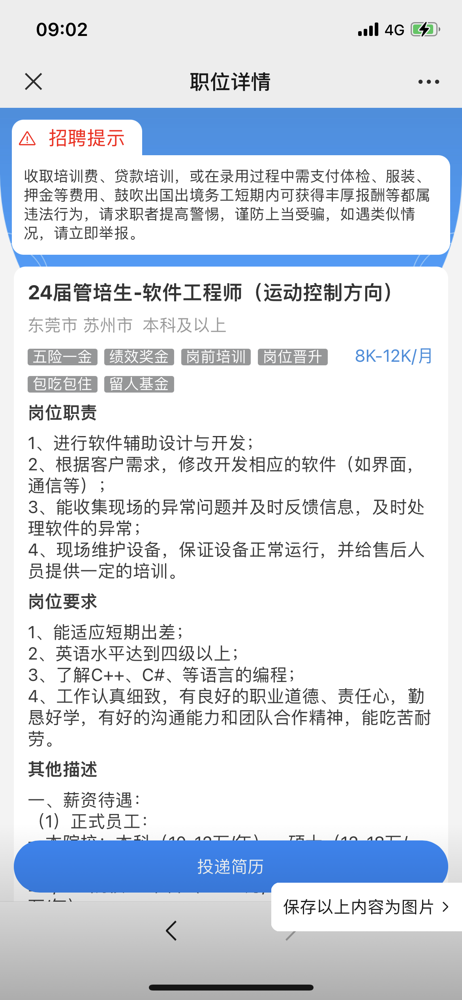 09:02
4G
职位详情
招聘提示
收取培训费、贷款培训，或在录用过程中需支付体检、服装、
押金等费用、鼓吹出国出境务工短期内可获得丰厚报酬等都属
违法行为，请求职者提高警惕，谨防上当受骗，如遇类似情
况，请立即举报。
24届管培生-软件工程师（运动控制方向）
东莞市 苏州市 本科及以上
五险一金 绩效奖金 岗前培训 岗位晋升 8K-12K/月
包吃包住 留人基金
岗位职责
1、进行软件辅助设计与开发；
2、根据客户需求，修改开发相应的软件（如界面，
通信等）；
3、能收集现场的异常问题并及时反馈信息，及时处
理软件的异常；
4、现场维护设备，保证设备正常运行，并给售后人
员提供一定的培训。
岗位要求
1、能适应短期出差；
2、英语水平达到四级以上；
3、了解C++、C#、等语言的编程；
4、工作认真细致，有良好的职业道德、责任心，勤
恳好学，有好的沟通能力和团队合作精神，能吃苦耐
劳。
其他描述
一、薪资待遇：
（1）正式员工：
投递简历
保存以上内容为图片